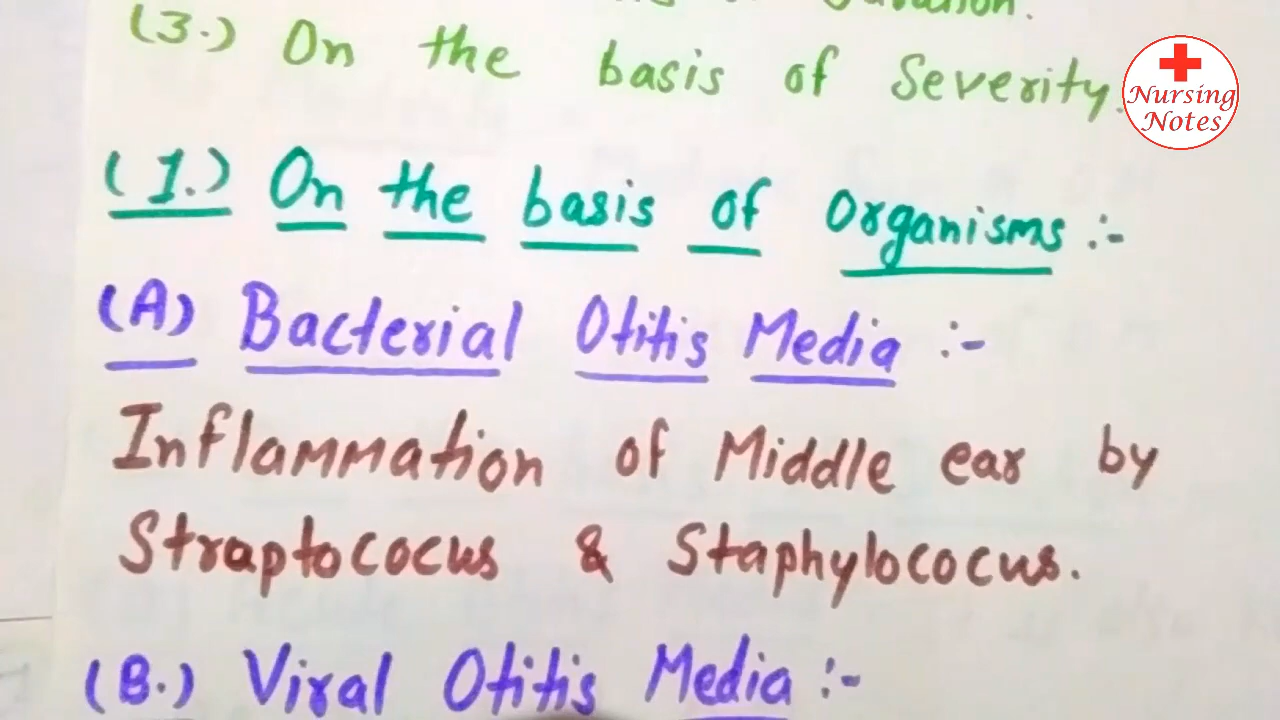 (3.) On the basis of Severity.
(1.) On the basis of Organisms :-
(A) Bacterial Otitis Media :-
Inflammation of Middle ear by
Straptococus & Staphylococus.
(B.) Viral Otitis Media :-
Nursing
Notes